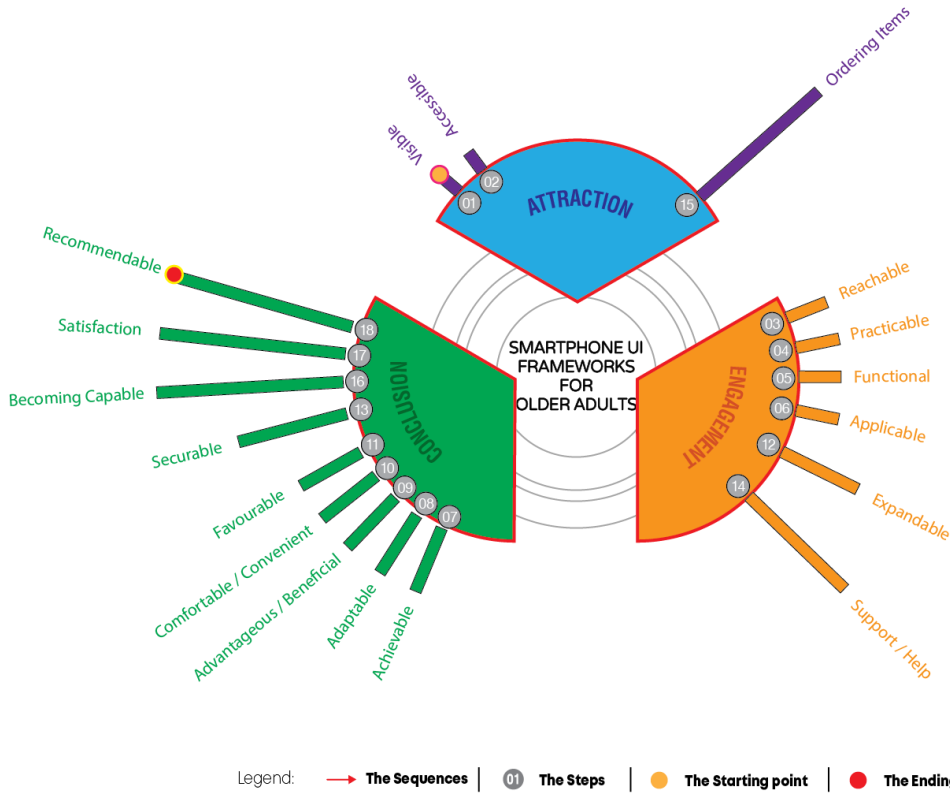 Ordering Items
Accessible
Visible
02
01
15
ATTRACTION
Recommendable
Satisfaction
Becoming Capable
Securable
Favourable
Comfortable / Convenient
Advantageous / Beneficial
Adaptable
Achievable
18
17
16
13
11
10
09
08
07
CONCLUSION
SMARTPHONE UI
FRAMEWORKS
FOR
OLDER ADULTS
ENGAGEMENT
03
04
05
06
12
14
Reachable
Practicable
Functional
Applicable
Expandable
Support / Help
Legend:
The Sequences
01
The Steps
The Starting point
The Ending